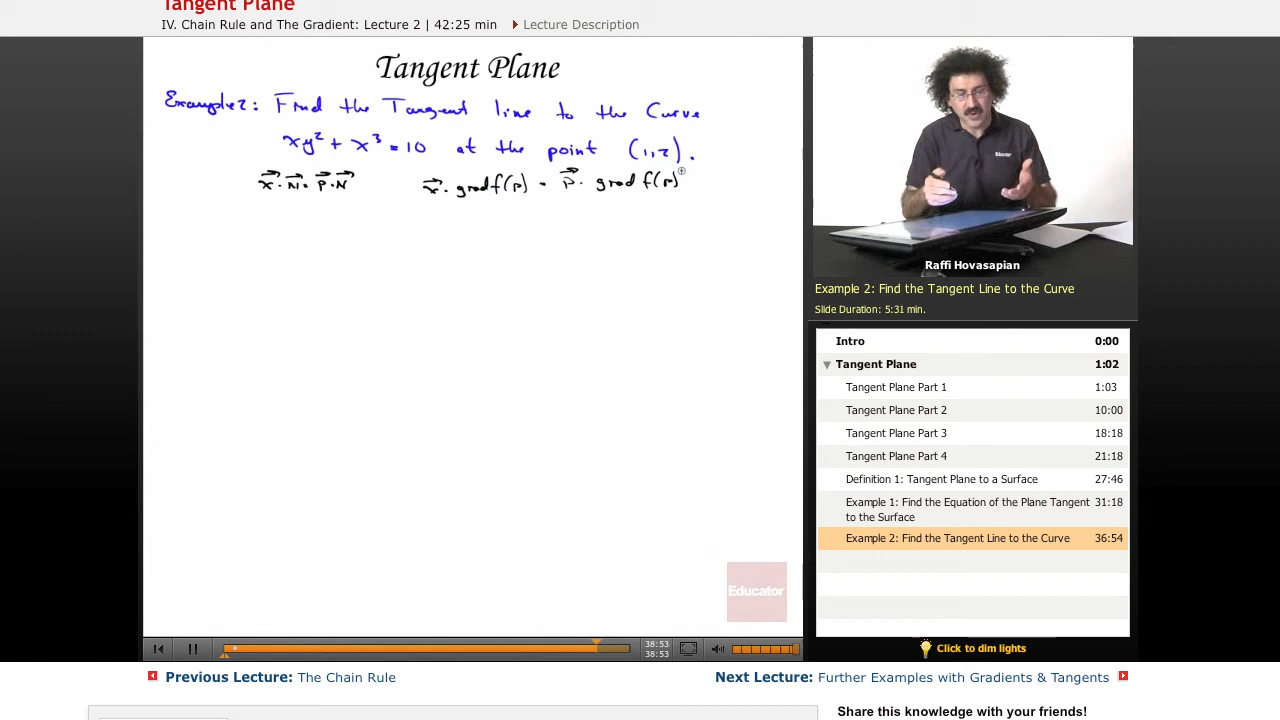 Tangent Plane
IV. Chain Rule and The Gradient: Lecture 2 | 42:25 min
Lecture Description
Tangent Plane
Example 2: Find the Tangent line to the Curve
xy² + x³ = 10 at the point (1,2).
x⃗ · N⃗ = p⃗ · N⃗ x⃗ · grad f(p) = p⃗ · grad f(p)
Educator
Educator
Raffi Hovasapian
Example 2: Find the Tangent Line to the Curve
Slide Duration: 5:31 min.
Intro 0:00
Tangent Plane 1:02
Tangent Plane Part 1 1:03
Tangent Plane Part 2 10:00
Tangent Plane Part 3 18:18
Tangent Plane Part 4 21:18
Definition 1: Tangent Plane to a Surface 27:46
Example 1: Find the Equation of the Plane Tangent 31:18
to the Surface
Example 2: Find the Tangent Line to the Curve 36:54
38:53
38:53
Click to dim lights
Previous Lecture: The Chain Rule
Next Lecture: Further Examples with Gradients & Tangents
Share this knowledge with your friends!